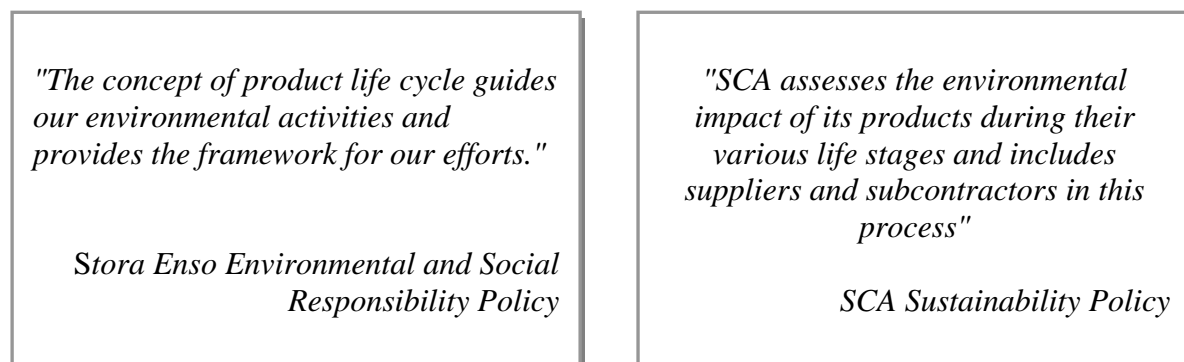 "The concept of product life cycle guides
our environmental activities and
provides the framework for our efforts."
Stora Enso Environmental and Social
Responsibility Policy
"SCA assesses the environmental
impact of its products during their
various life stages and includes
suppliers and subcontractors in this
process"
SCA Sustainability Policy